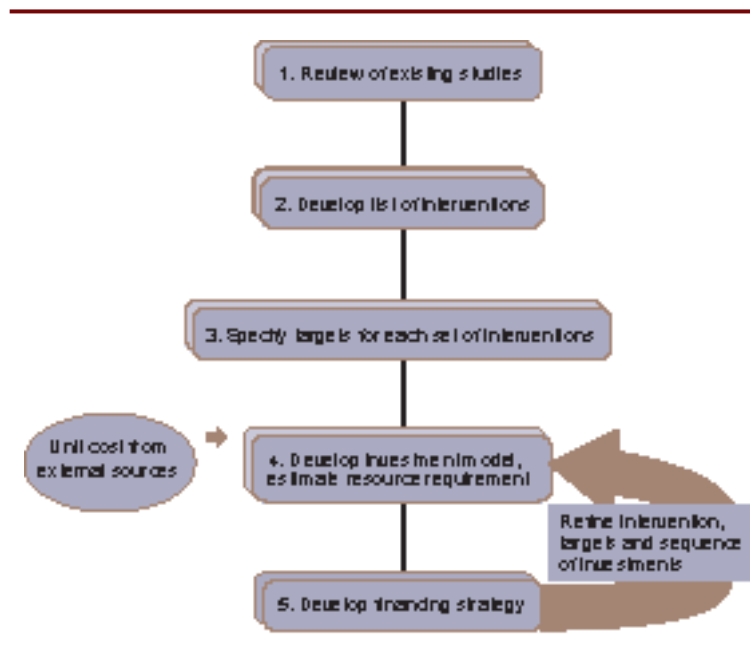 1. Review of existing studies
2. Develop list of interventions
3. Specify targets for each set of interventions
Unit cost from
external sources
4. Develop investment model,
estimate resource requirement
Refine intervention,
targets and sequence
of investments
5. Develop financing strategy